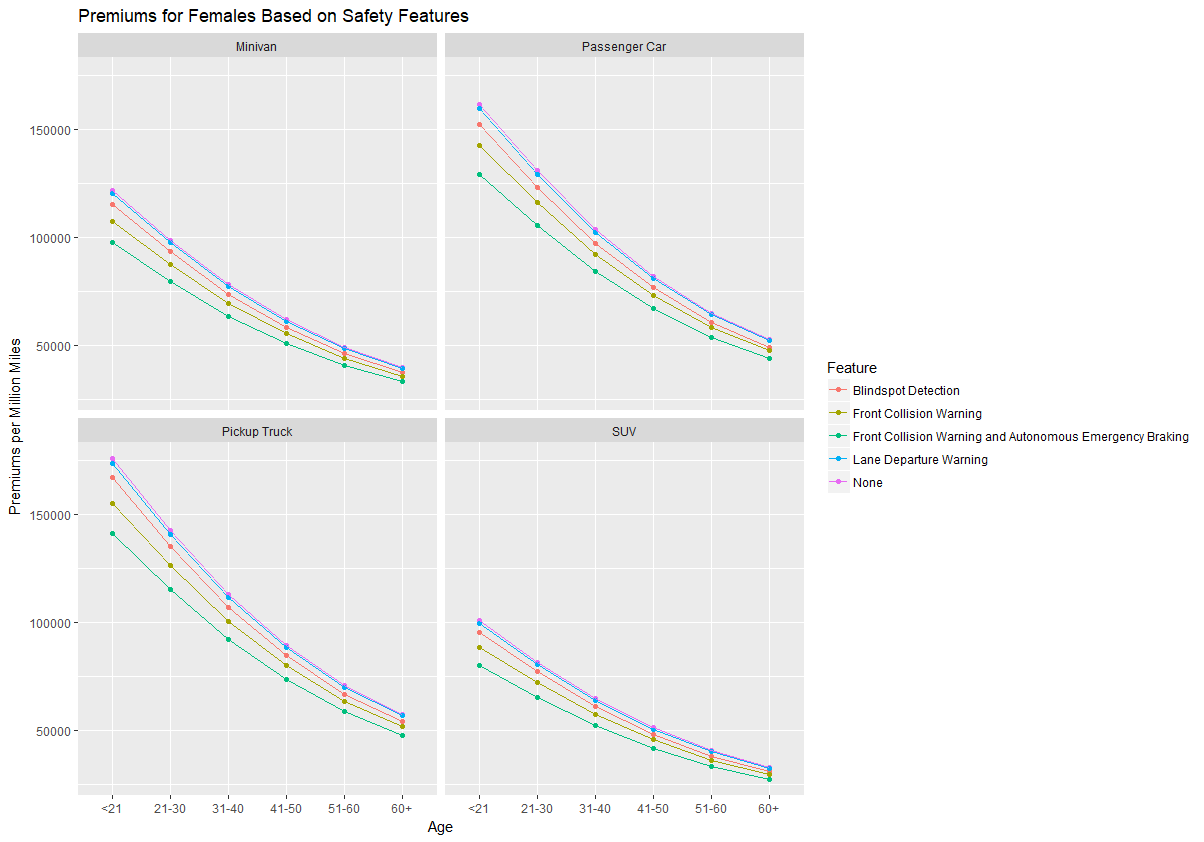 Premiums for Females Based on Safety Features
Minivan
Passenger Car
150000
100000
50000
Pickup Truck
SUV
150000
100000
50000
<21
21-30
31-40
41-50
51-60
60+
<21
21-30
31-40
41-50
51-60
60+
Age
Premiums per Million Miles
Feature
Blindspot Detection
Front Collision Warning
Front Collision Warning and Autonomous Emergency Braking
Lane Departure Warning
None